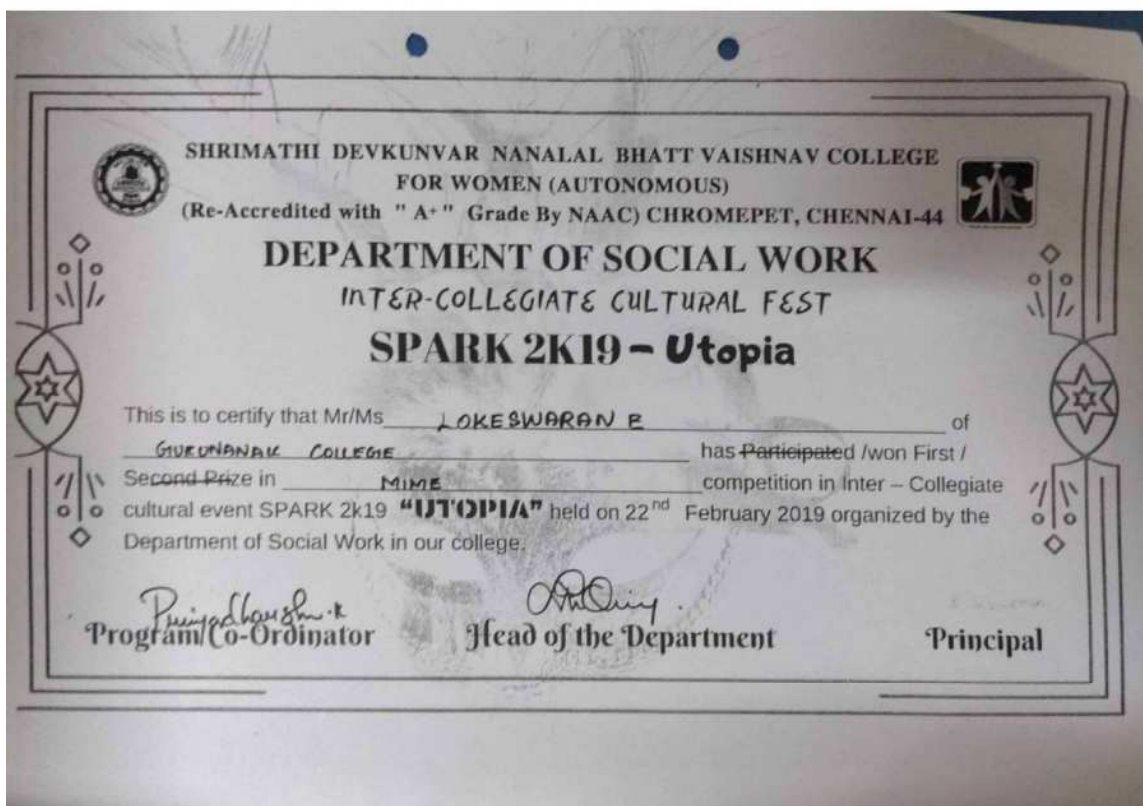 SHRIMATHI DEVKUNVAR NANALAL BHATT VAISHNAV COLLEGE
FOR WOMEN (AUTONOMOUS)
(Re-Accredited with " A+ " Grade By NAAC) CHROMEPET, CHENNAI-44
DEPARTMENT OF SOCIAL WORK
INTER-COLLEGIATE CULTURAL FEST
SPARK 2K19 – Utopia
This is to certify that Mr/Ms LOKESWARAN of
GURUNANAK COLLEGE has Participated /won First /
Second Prize in MIME competition in Inter – Collegiate
cultural event SPARK 2k19 "UTOPIA" held on 22nd February 2019 organized by the
Department of Social Work in our college.
Program Co-Ordinator Head of the Department Principal